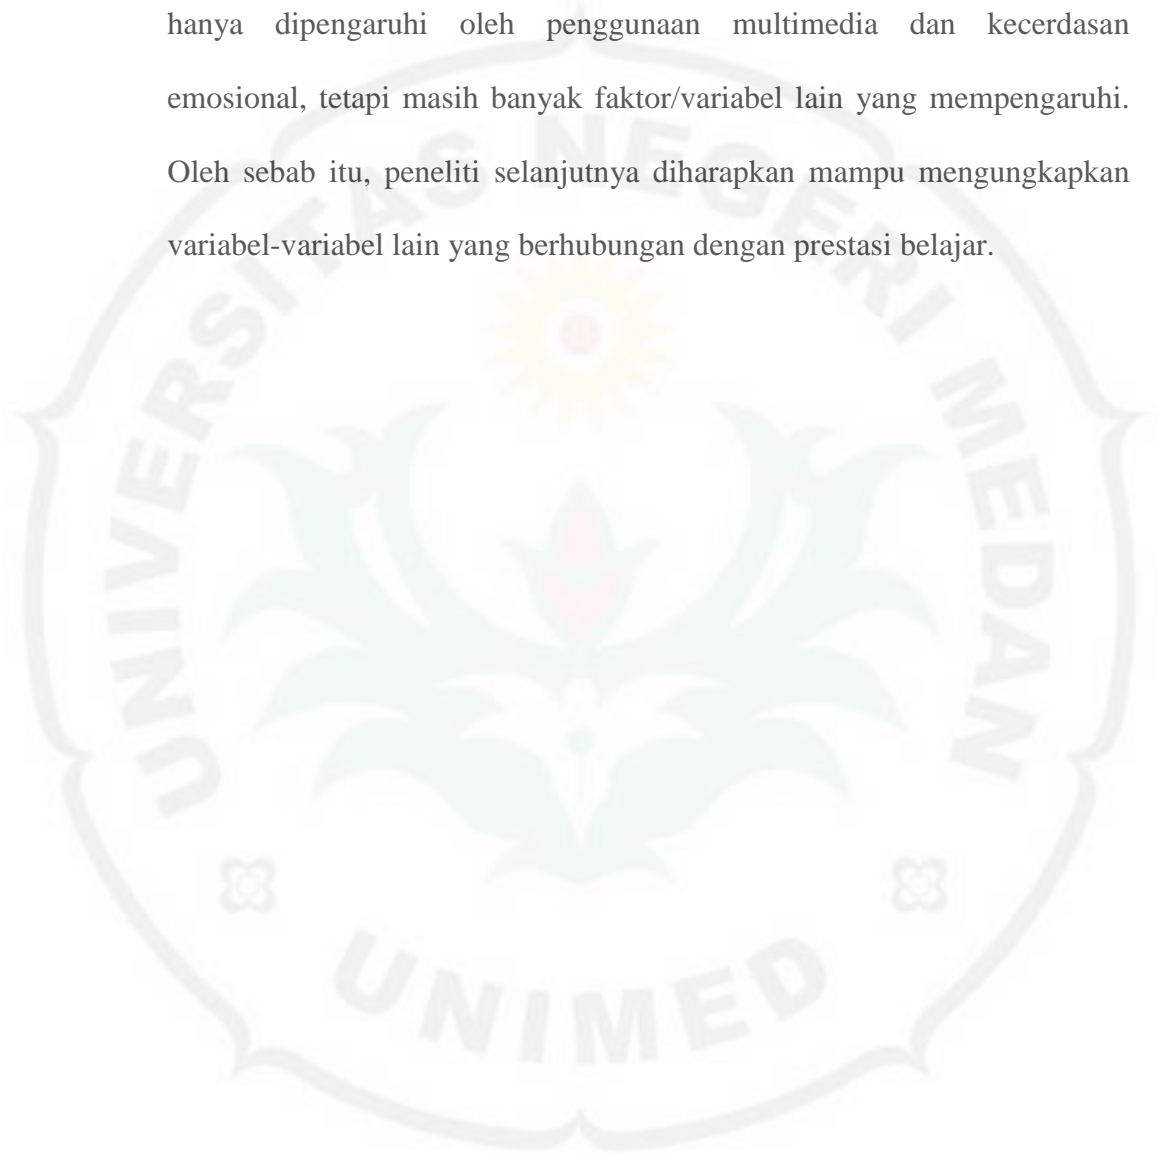 hanya dipengaruhi oleh penggunaan multimedia dan kecerdasan
emosional, tetapi masih banyak faktor/variabel lain yang mempengaruhi.
Oleh sebab itu, peneliti selanjutnya diharapkan mampu mengungkapkan
variabel-variabel lain yang berhubungan dengan prestasi belajar.
UNIVERSITAS NEGERI MEDAN
UNIMED